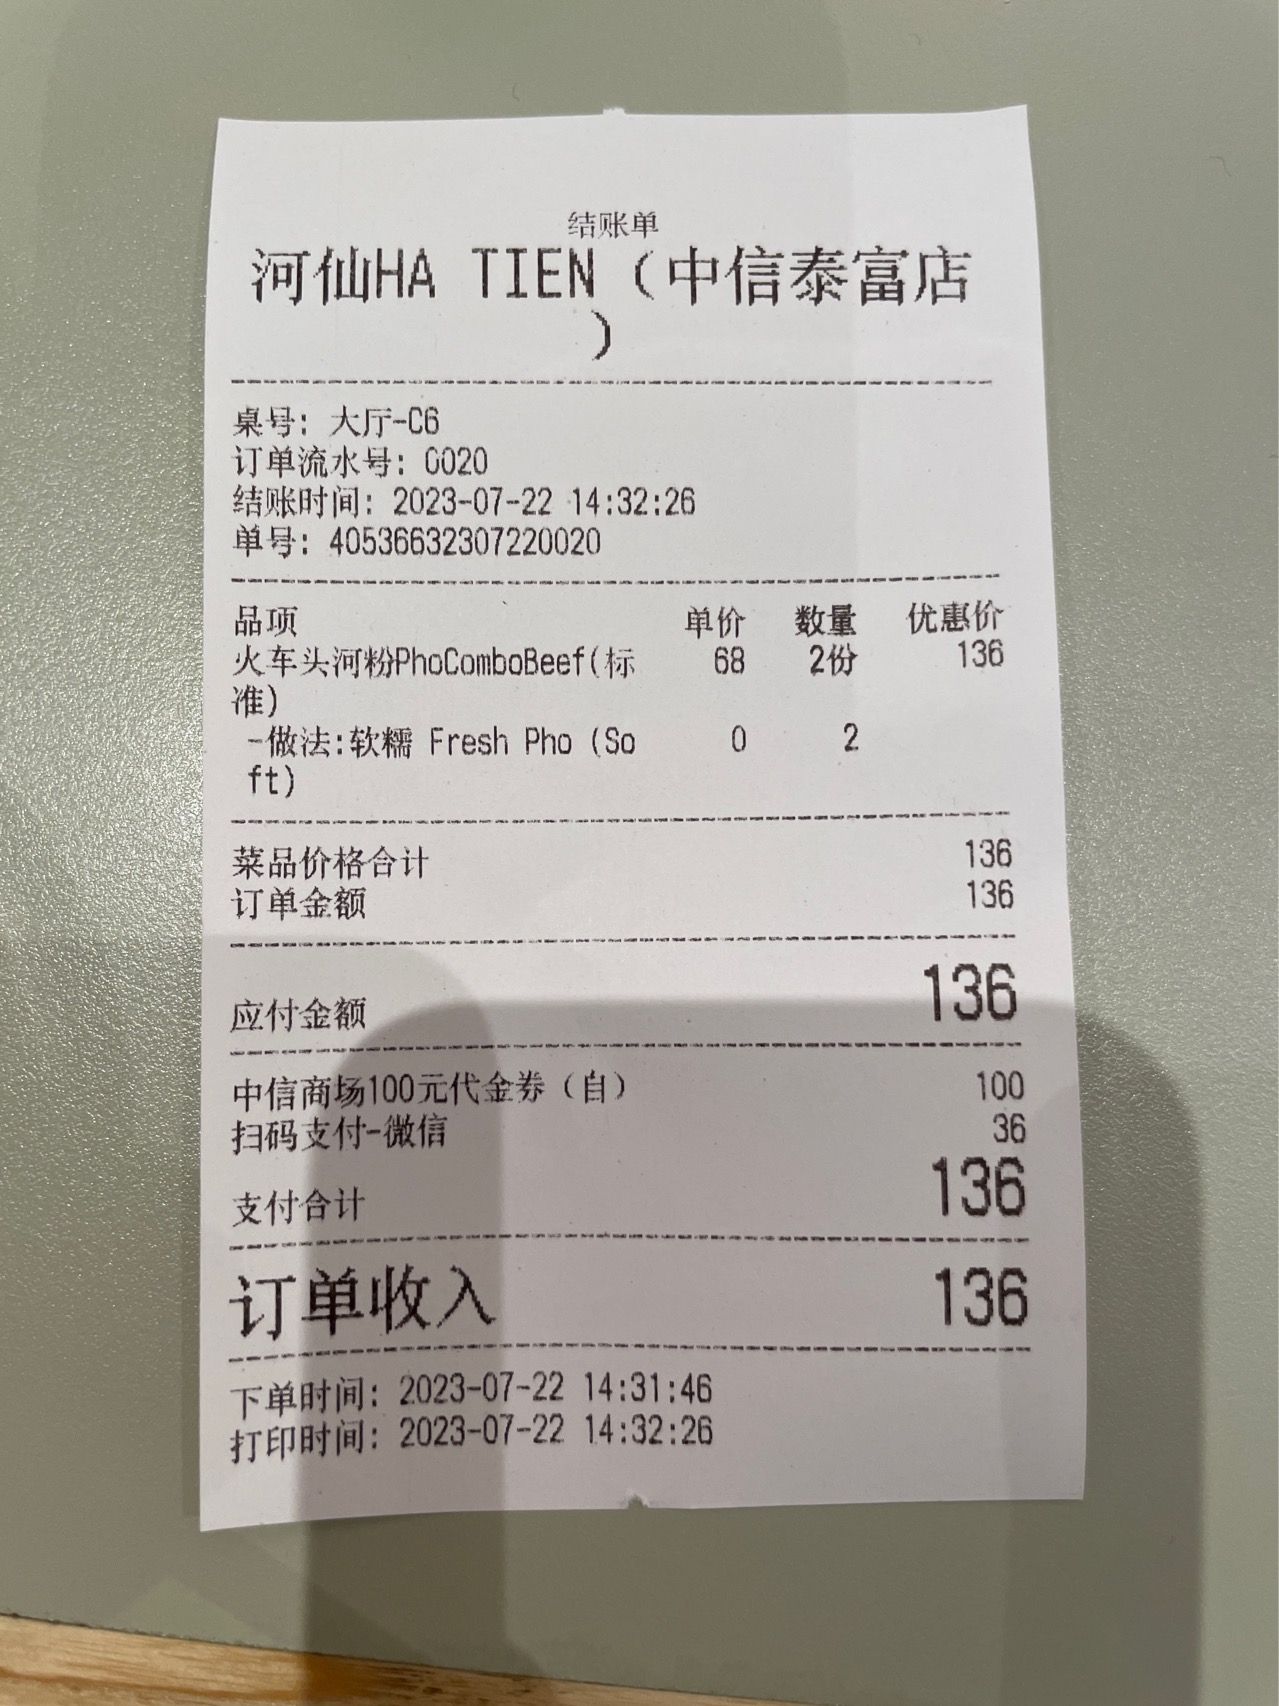 结账单
河仙HA TIEN（中信泰富店
）
桌号: 大厅-C6
订单流水号: 0020
结账时间: 2023-07-22 14:32:26
单号: 40536632307220020
品项 单价 数量 优惠价
火车头河粉PhoComboBeef(标 68 2份 136
准)
-做法:软糯 Fresh Pho (So 0 2
ft)
菜品价格合计 136
订单金额 136
应付金额 136
中信商场100元代金券（自） 100
扫码支付-微信 36
支付合计 136
订单收入 136
下单时间: 2023-07-22 14:31:46
打印时间: 2023-07-22 14:32:26